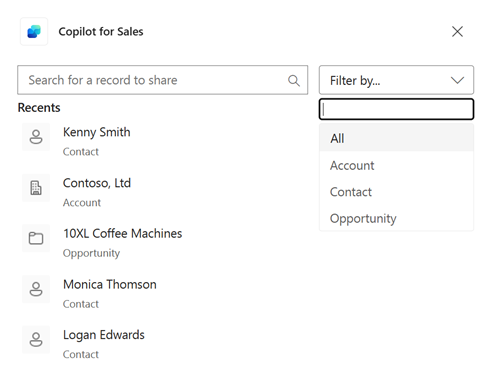 Copilot for Sales
Search for a record to share
Filter by...
Recents
All
Account
Contact
Opportunity
Kenny Smith
Contact
Contoso, Ltd
Account
10XL Coffee Machines
Opportunity
Monica Thomson
Contact
Logan Edwards
Contact